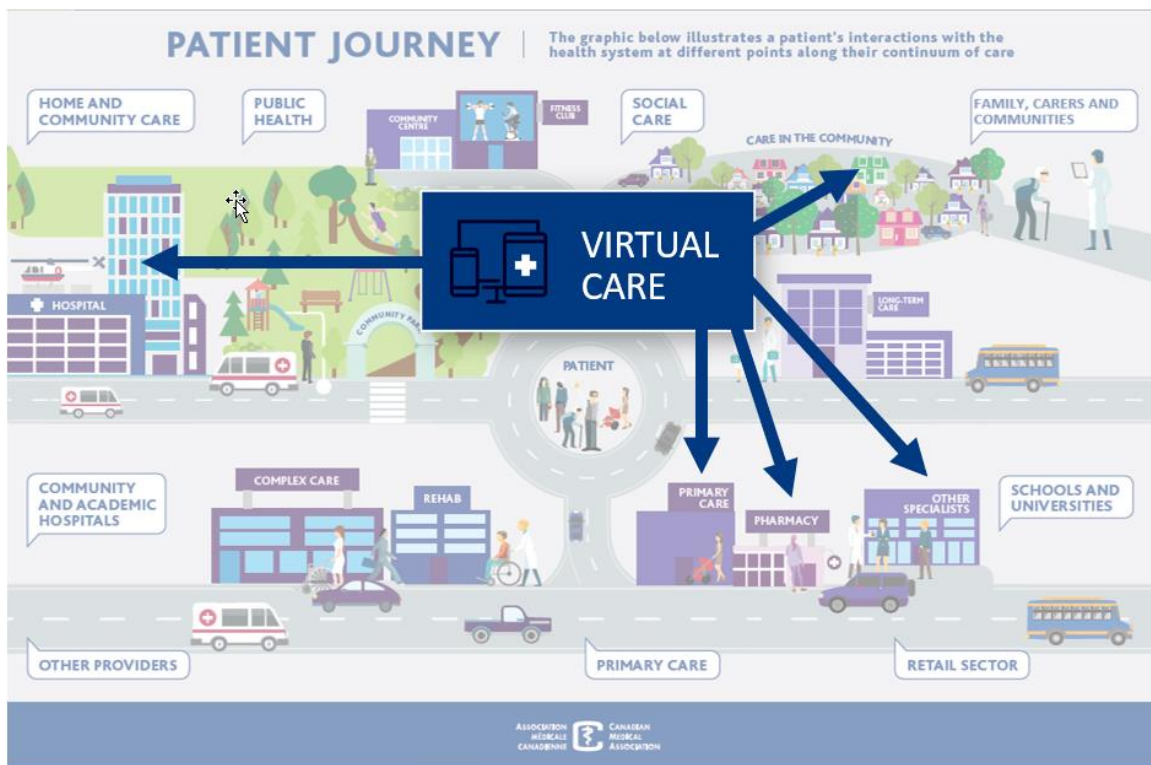 PATIENT JOURNEY
The graphic below illustrates a patient's interactions with the
health system at different points along their continuum of care
HOME AND
COMMUNITY CARE
PUBLIC
HEALTH
COMMUNITY
CENTRE
FITNESS
CLUB
SOCIAL
CARE
FAMILY, CARERS AND
COMMUNITIES
CARE IN THE COMMUNITY
VIRTUAL
CARE
HOSPITAL
COMMUNITY PARK
LONG-TERM
CARE
PATIENT
COMMUNITY
AND ACADEMIC
HOSPITALS
COMPLEX CARE
REHAB
PRIMARY
CARE
PHARMACY
OTHER
SPECIALISTS
SCHOOLS AND
UNIVERSITIES
OTHER PROVIDERS
PRIMARY CARE
RETAIL SECTOR
ASSOCIATION
MÉDICALE
CANADIENNE
CANADIAN
MEDICAL
ASSOCIATION